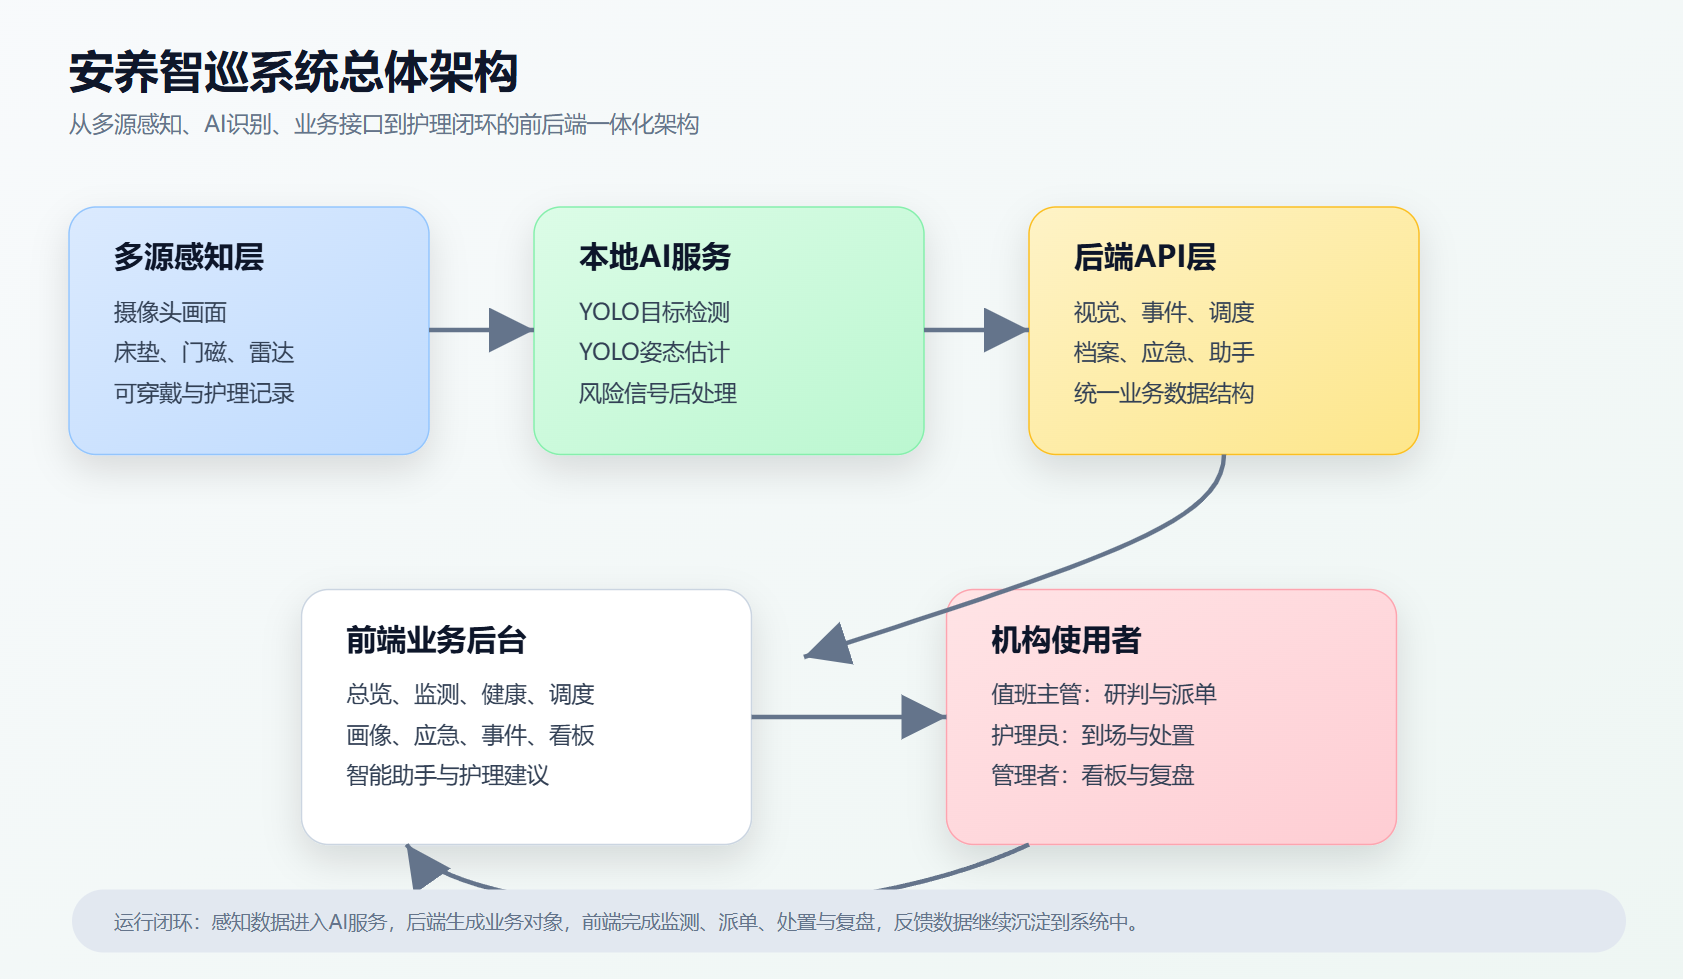 安养智巡系统总体架构
从多源感知、AI识别、业务接口到护理闭环的前后端一体化架构
多源感知层
摄像头画面
床垫、门磁、雷达
可穿戴与护理记录
本地AI服务
YOLO目标检测
YOLO姿态估计
风险信号后处理
后端API层
视觉、事件、调度
档案、应急、助手
统一业务数据结构
前端业务后台
总览、监测、健康、调度
画像、应急、事件、看板
智能助手与护理建议
机构使用者
值班主管：研判与派单
护理员：到场与处置
管理者：看板与复盘
运行闭环：感知数据进入AI服务，后端生成业务对象，前端完成监测、派单、处置与复盘，反馈数据继续沉淀到系统中。